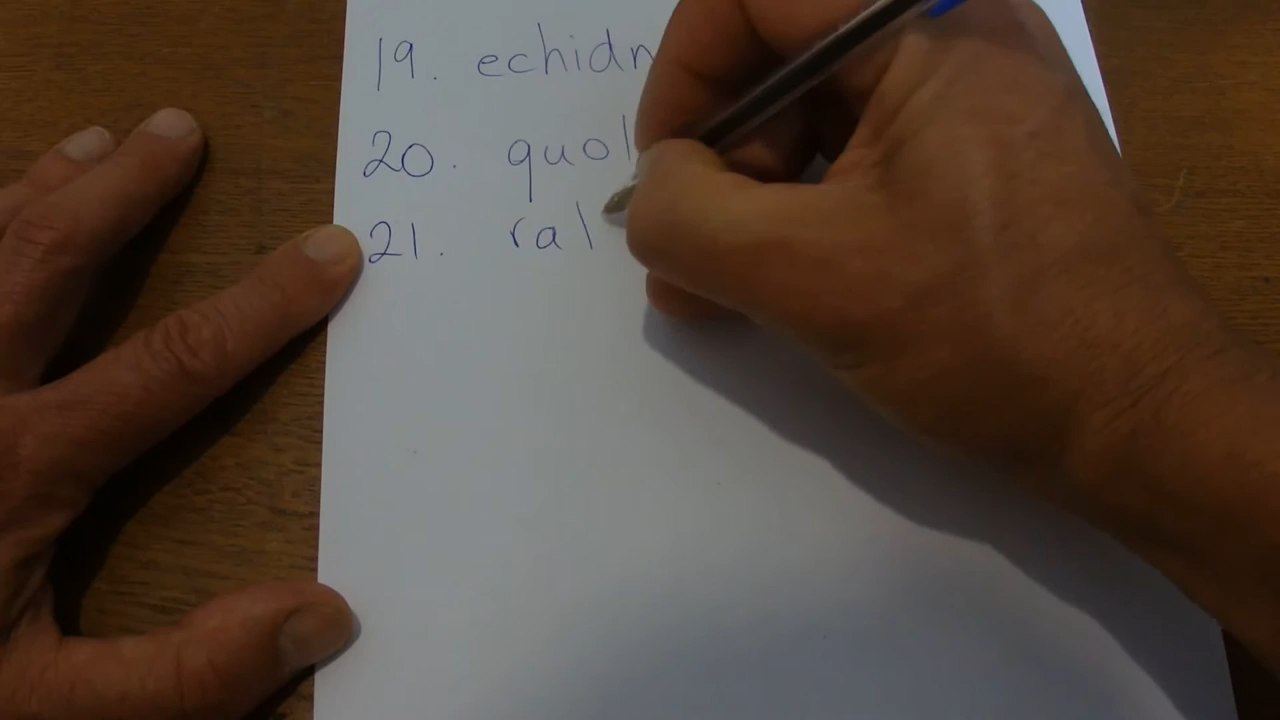 19. echidn
20. quol
21. ral